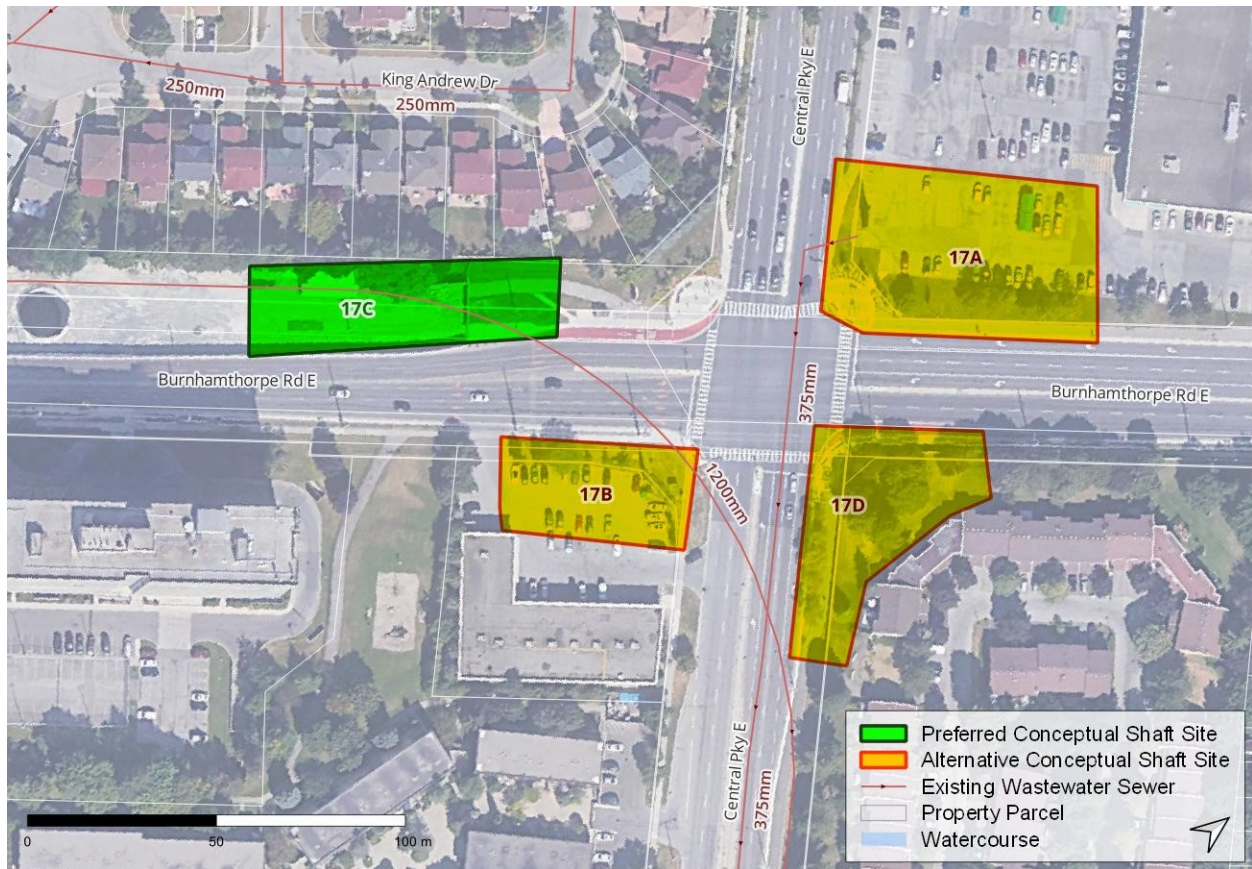 King Andrew Dr
250mm
250mm
Central Pky E
17A
17C
Burnhamthorpe Rd E
Burnhamthorpe Rd E
375mm
17B
1200mm
17D
Central Pky E
375mm
Preferred Conceptual Shaft Site
Alternative Conceptual Shaft Site
Existing Wastewater Sewer
Property Parcel
Watercourse
0
50
100 m